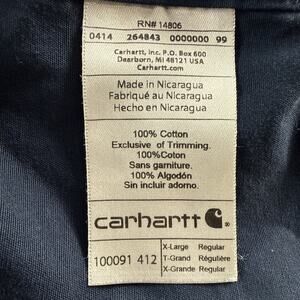 RN# 14806
0414 264843 0000000 99
Carhartt, Inc. P.O. Box 600
Dearborn, MI 48121 USA
Carhartt.com
Made in Nicaragua
Fabriqué au Nicaragua
Hecho en Nicaragua
100% Cotton
Exclusive of Trimming.
100%Coton
Sans garniture.
100% Algodón
Sin incluir adorno.
carhartt
100091 412
X-Large Regular
T-Grand Régulière
X-Grande Regular